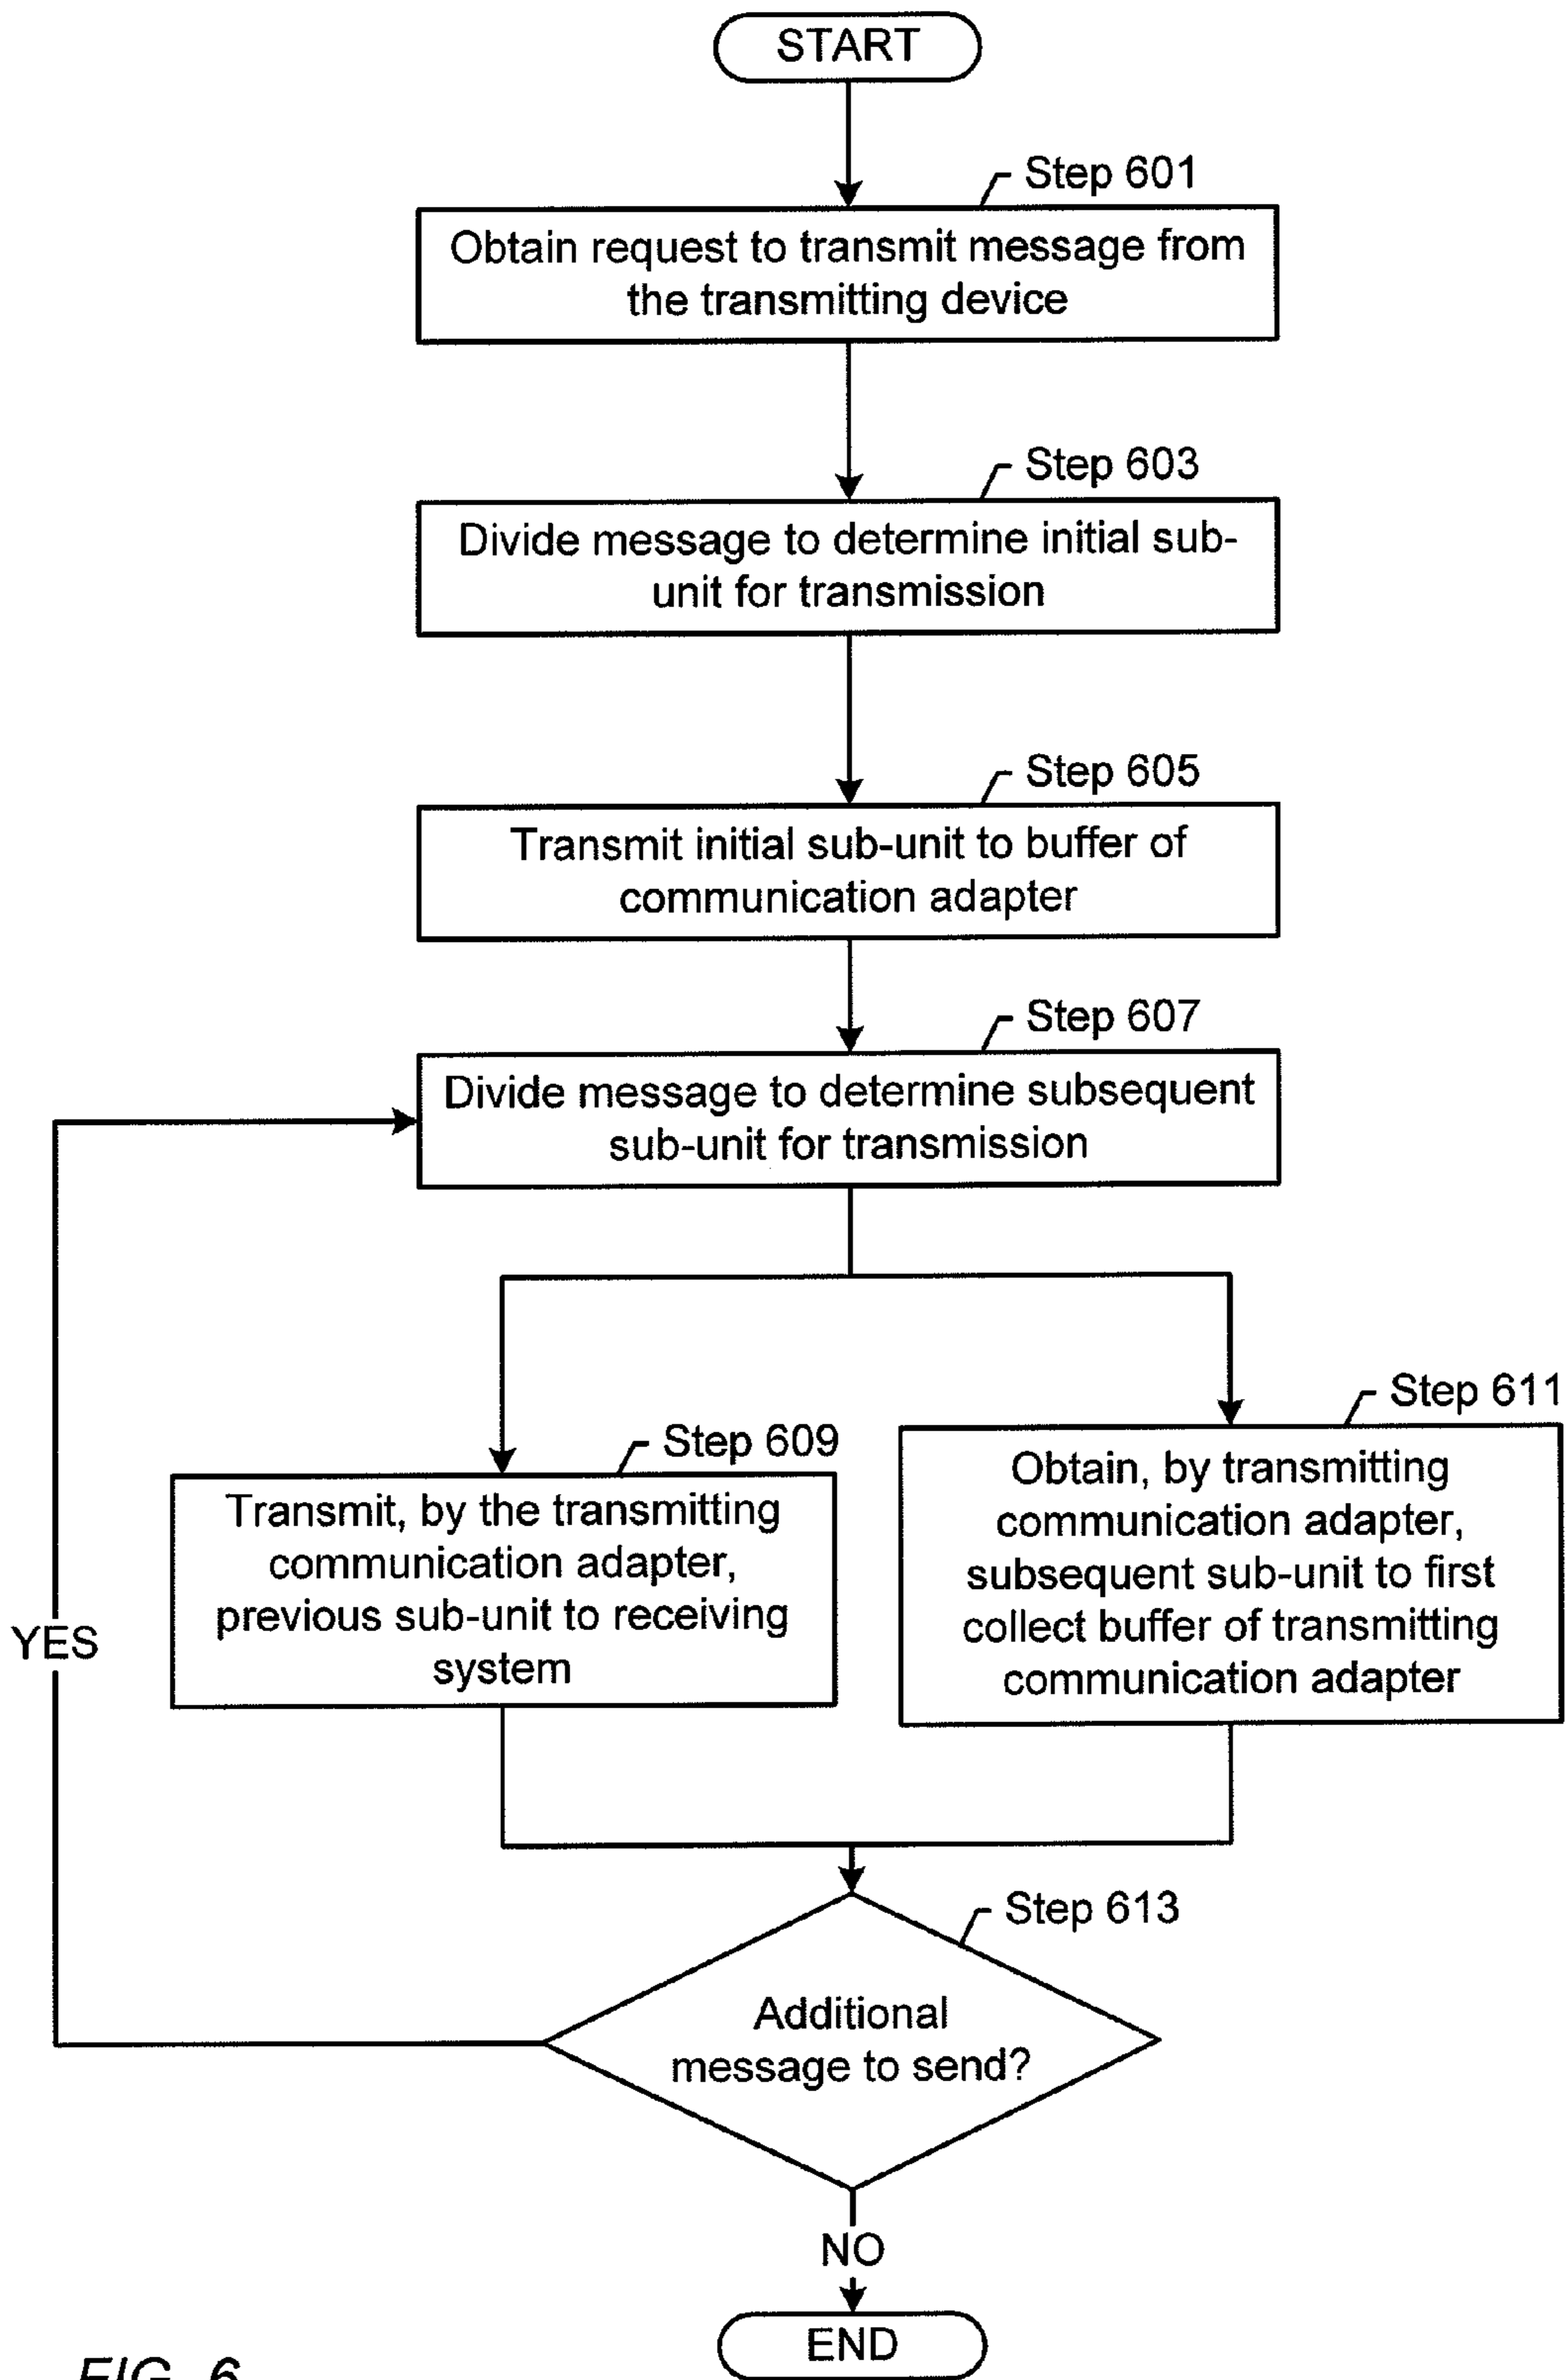 START
Step 601
Obtain request to transmit message from
the transmitting device
Step 603
Divide message to determine initial sub-
unit for transmission
Step 605
Transmit initial sub-unit to buffer of
communication adapter
Step 607
Divide message to determine subsequent
sub-unit for transmission
Step 609
Transmit, by the transmitting
communication adapter,
previous sub-unit to receiving
system
Step 611
Obtain, by transmitting
communication adapter,
subsequent sub-unit to first
collect buffer of transmitting
communication adapter
YES
Step 613
Additional
message to send?
NO
END
FIG. 6